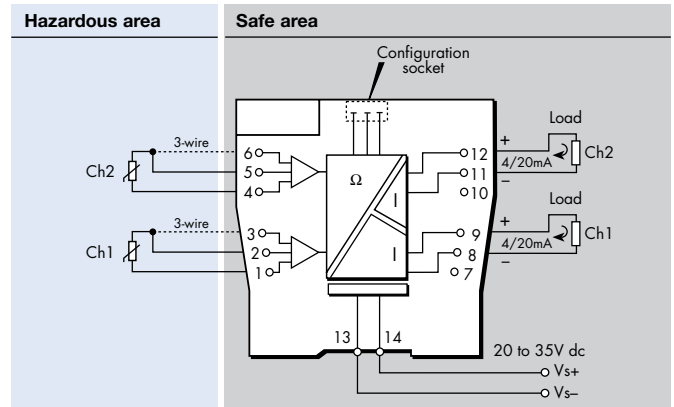 Hazardous area
Safe area
Configuration
socket
Load
3-wire
6
12
+
Ch2
5
Ω
11
4/20mA
Ch2
4
10
–
I
Load
3-wire
3
9
+
Ch1
2
I
8
4/20mA
Ch1
1
7
–
13
14
20 to 35V dc
Vs+
Vs–